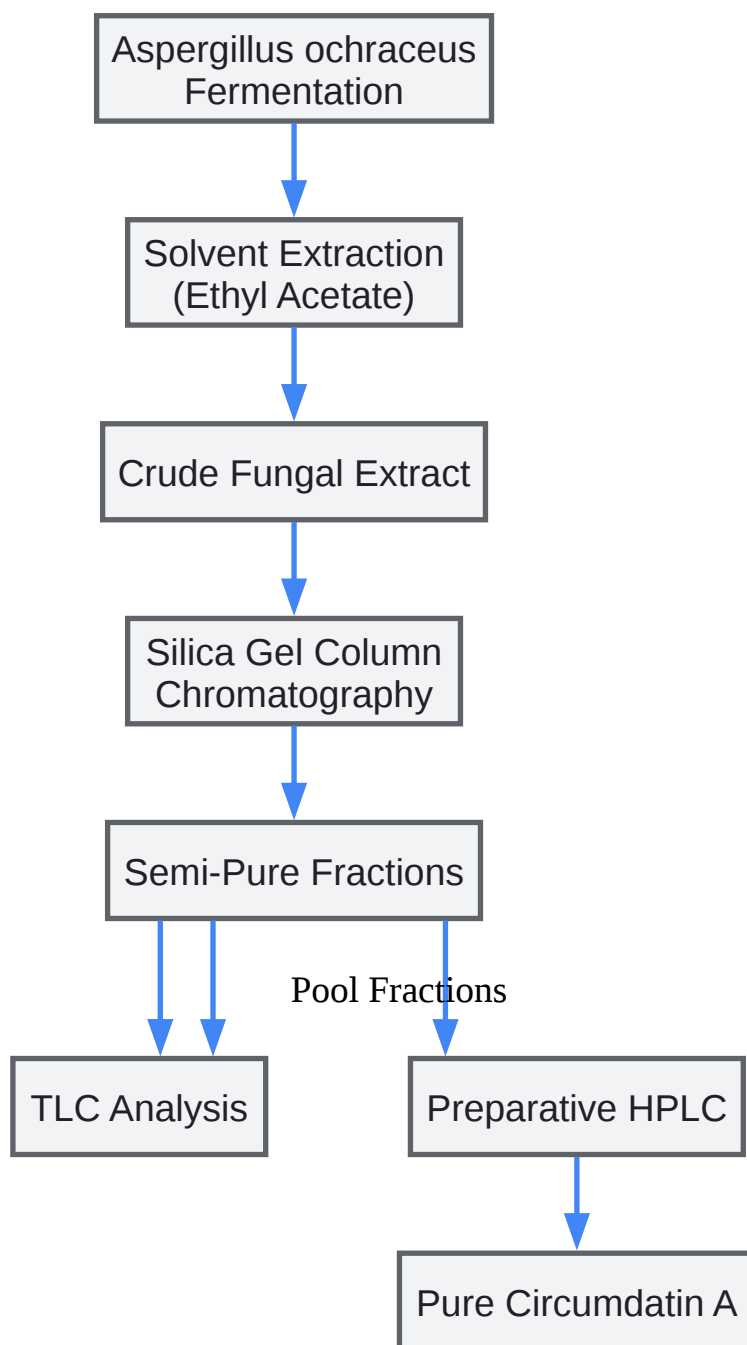 Aspergillus ochraceus
Fermentation
Solvent Extraction
(Ethyl Acetate)
Crude Fungal Extract
Silica Gel Column
Chromatography
Semi-Pure Fractions
Pool Fractions
TLC Analysis
Preparative HPLC
Pure Circumdatin A